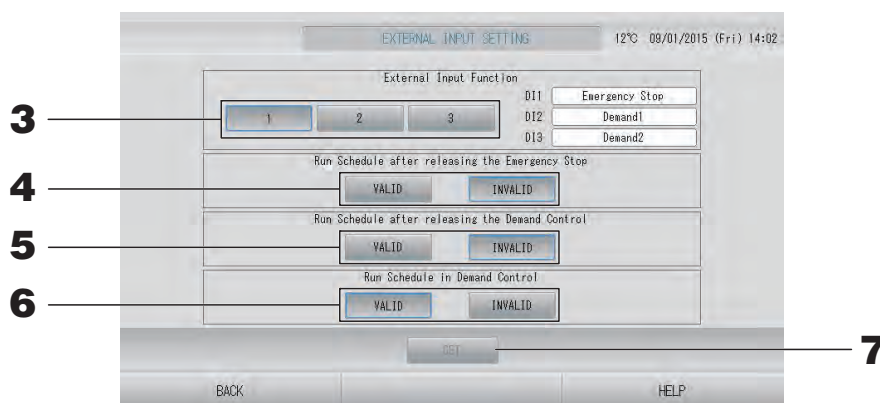 EXTERNAL INPUT SETTING 12℃ 09/01/2015 (Fri) 14:02
External Input Function
DI1 Emergency Stop
3 1 2 3 DI2 Demand1
DI3 Demand2
Run Schedule after releasing the Emergency Stop
4 VALID INVALID
Run Schedule after releasing the Demand Control
5 VALID INVALID
Run Schedule in Demand Control
6 VALID INVALID
SET 7
BACK HELP